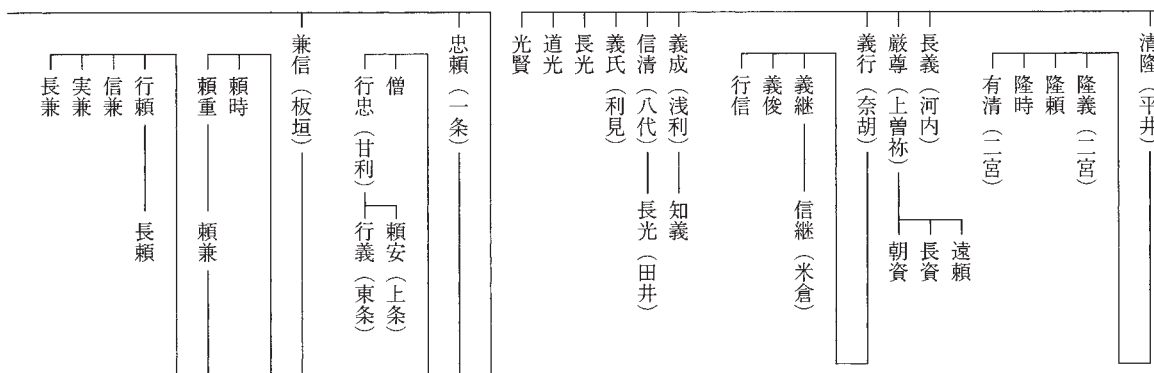 清隆（平井）
隆義（二宮）
隆頼
隆時
有清（二宮）
長義（河内）
厳尊（上曽祢）
遠頼
長資
朝資
義行（奈胡）
義継
信継（米倉）
義俊
行信
義成（浅利）
知義
信清（八代）
長光（田井）
義氏（利見）
長光
道光
光賢
忠頼（一条）
僧
行忠（甘利）
頼安（上条）
行義（東条）
兼信（板垣）
頼時
頼重
頼兼
行頼
長頼
信兼
実兼
長兼